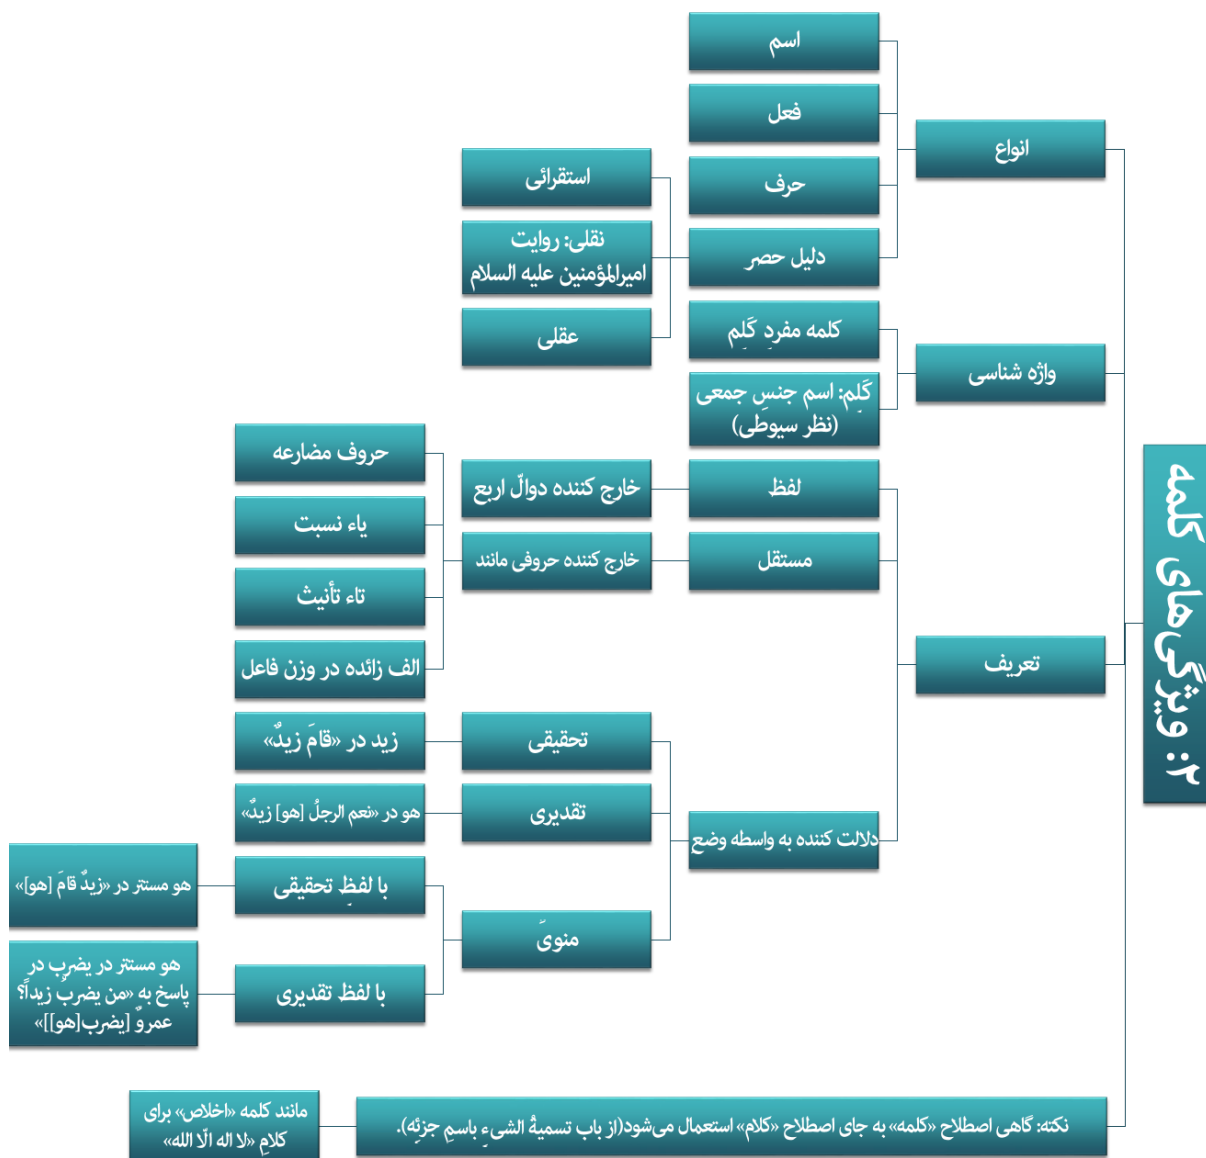 ۲: ویژگی‌های کلمه
انواع
اسم
فعل
حرف
دلیل حصر
استقرائی
نقلی: روایت
امیرالمؤمنین علیه السلام
عقلی
واژه شناسی
کلمه مفردِ کَلِم
کَلِم: اسم جنسِ جمعی
(نظر سیوطی)
تعریف
لفظ
خارج کننده دوالّ اربع
مستقل
خارج کننده حروفی مانند
حروف مضارعه
یاء نسبت
تاء تأنیث
الف زائده در وزن فاعل
دلالت کننده به واسطه وضع
تحقیقی
زید در «قامَ زیدٌ»
تقدیری
هو در «نعم الرجلُ [هو] زیدٌ»
منویّ
با لفظِ تحقیقی
هو مستتر در «زیدٌ قامَ [هو]»
با لفظ تقدیری
هو مستتر در یضرب در
پاسخ به «من یضربُ زیداً؟
عمروٌ [یضرب[هو]]»
نکته: گاهی اصطلاح «کلمه» به جای اصطلاح «کلام» استعمال می‌شود(از باب تسمیةُ الشيءِ باسمِ جزئِه).
مانند کلمه «اخلاص» برای
کلامِ «لا اله الّا الله»